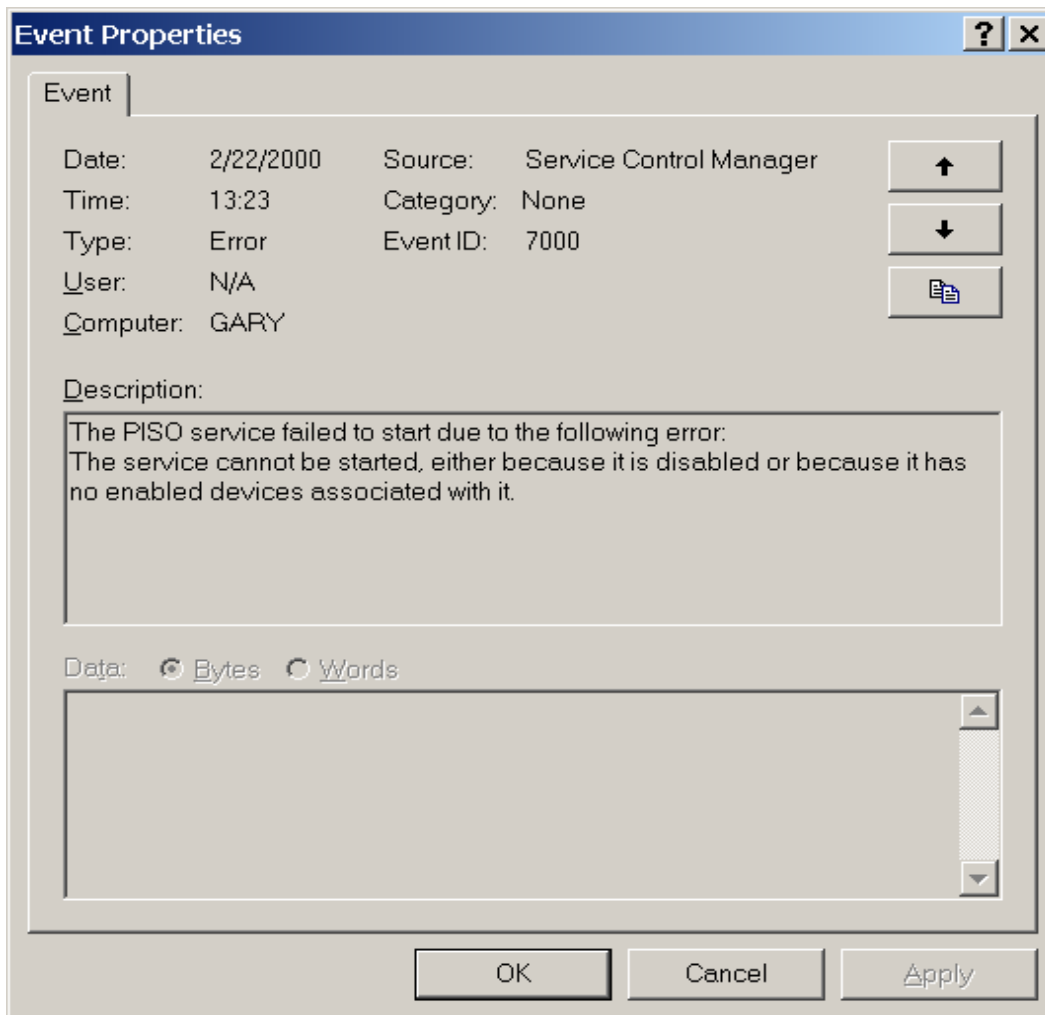 Event Properties
Event
Date: 2/22/2000 Source: Service Control Manager
Time: 13:23 Category: None
Type: Error Event ID: 7000
User: N/A
Computer: GARY
Description:
The PISO service failed to start due to the following error:
The service cannot be started, either because it is disabled or because it has
no enabled devices associated with it.
Data: Bytes Words
OK Cancel Apply